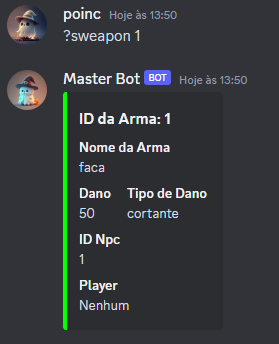 poinc Hoje às 13:50
?sweapon 1
Master Bot BOT Hoje às 13:50
ID da Arma: 1
Nome da Arma
faca
Dano Tipo de Dano
50 cortante
ID Npc
1
Player
Nenhum